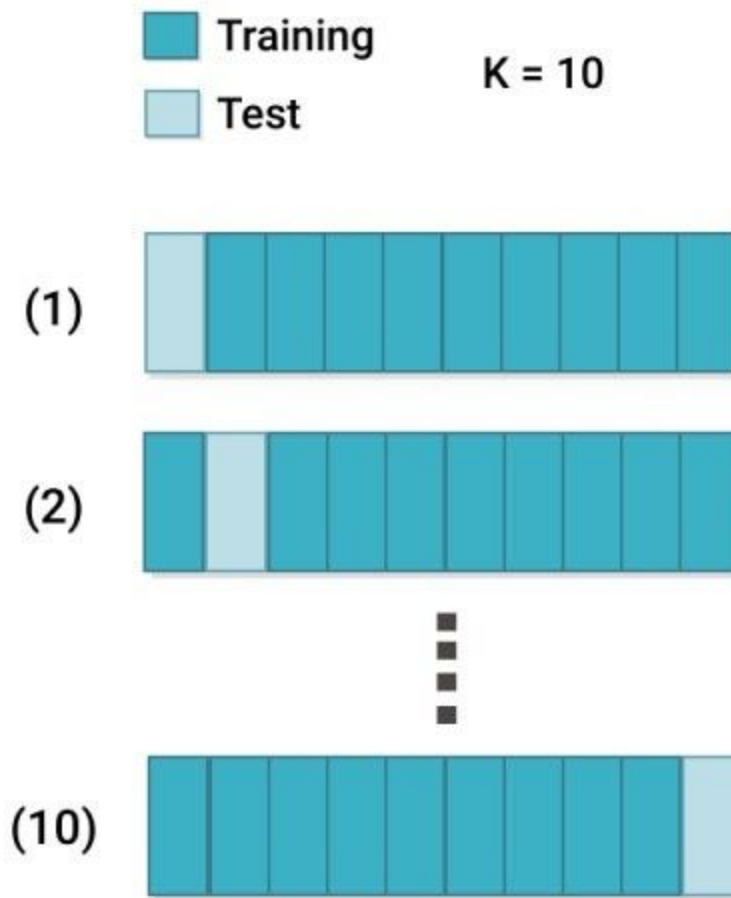 Training
K = 10
Test
(1)
(2)
(10)